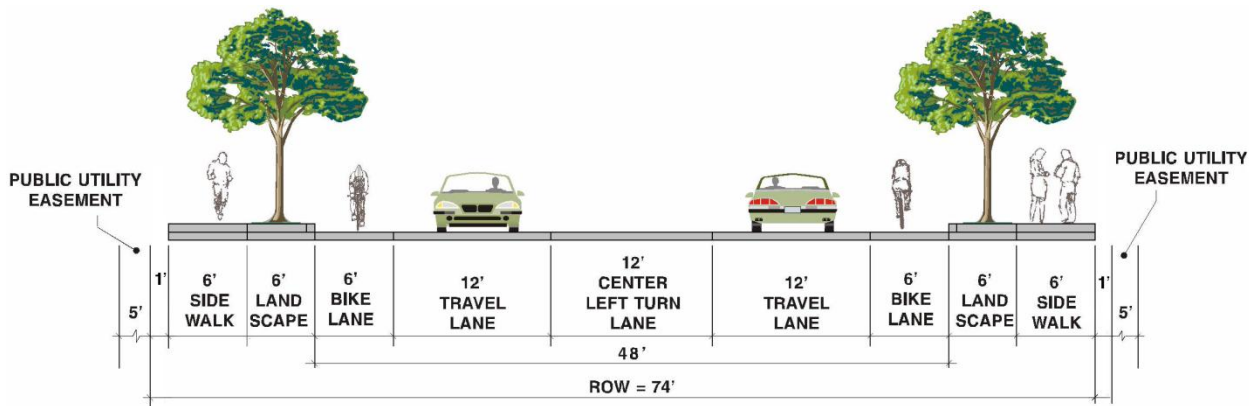 PUBLIC UTILITY
EASEMENT
PUBLIC UTILITY
EASEMENT
5'
1'
6'
SIDE
WALK
6'
LAND
SCAPE
6'
BIKE
LANE
12'
TRAVEL
LANE
12'
CENTER
LEFT TURN
LANE
12'
TRAVEL
LANE
6'
BIKE
LANE
6'
LAND
SCAPE
6'
SIDE
WALK
1'
5'
48'
ROW = 74'